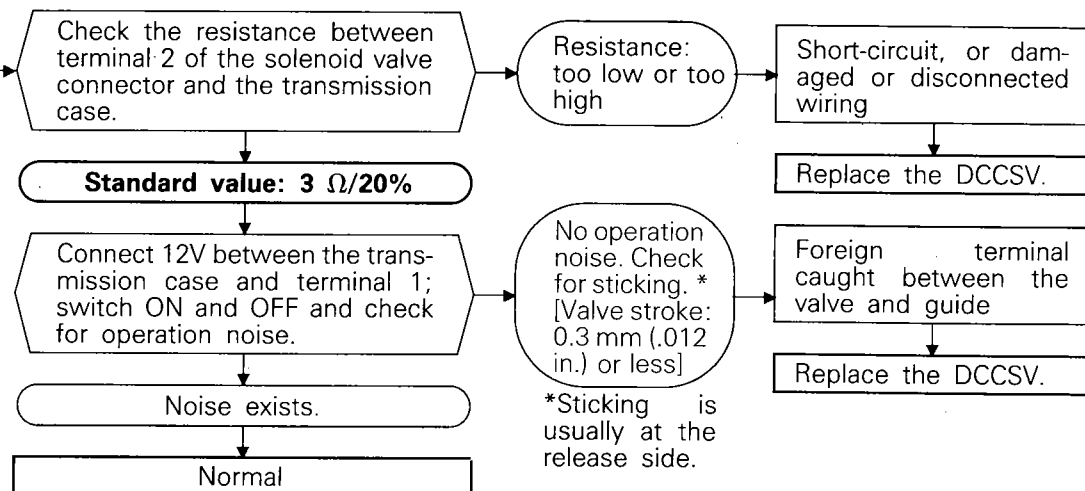 Check the resistance between
terminal 2 of the solenoid valve
connector and the transmission
case.
Resistance:
too low or too
high
Short-circuit, or dam-
aged or disconnected
wiring
Replace the DCCSV.
Standard value: 3 Ω/20%
Connect 12V between the trans-
mission case and terminal 1;
switch ON and OFF and check
for operation noise.
No operation
noise. Check
for sticking. *
[Valve stroke:
0.3 mm (.012
in.) or less]
*Sticking is
usually at the
release side.
Foreign terminal
caught between the
valve and guide
Replace the DCCSV.
Noise exists.
Normal